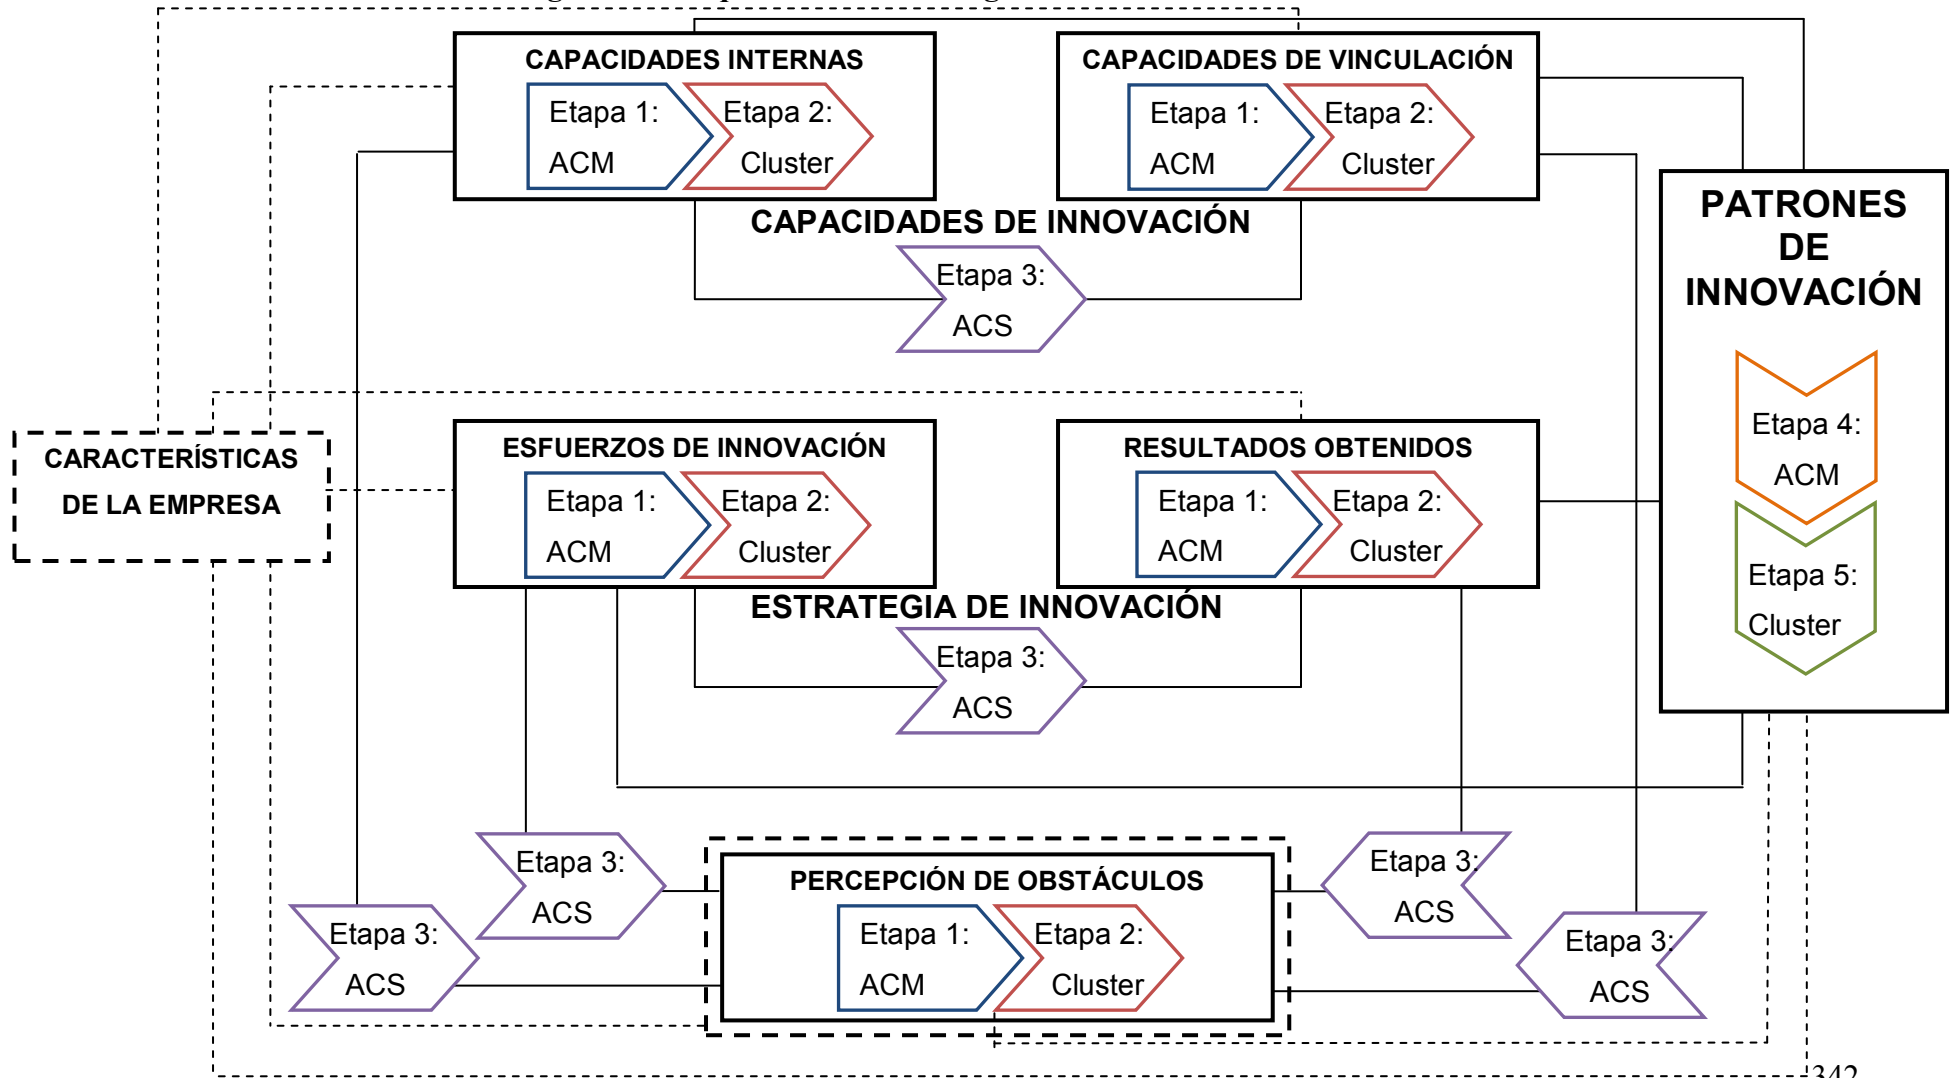 CAPACIDADES INTERNAS
Etapa 1:
ACM
Etapa 2:
Cluster
CAPACIDADES DE VINCULACIÓN
Etapa 1:
ACM
Etapa 2:
Cluster
CAPACIDADES DE INNOVACIÓN
Etapa 3:
ACS
PATRONES
DE
INNOVACIÓN
Etapa 4:
ACM
Etapa 5:
Cluster
CARACTERÍSTICAS
DE LA EMPRESA
ESFUERZOS DE INNOVACIÓN
Etapa 1:
ACM
Etapa 2:
Cluster
RESULTADOS OBTENIDOS
Etapa 1:
ACM
Etapa 2:
Cluster
ESTRATEGIA DE INNOVACIÓN
Etapa 3:
ACS
Etapa 3:
ACS
Etapa 3:
ACS
PERCEPCIÓN DE OBSTÁCULOS
Etapa 1:
ACM
Etapa 2:
Cluster
Etapa 3:
ACS
Etapa 3:
ACS
342